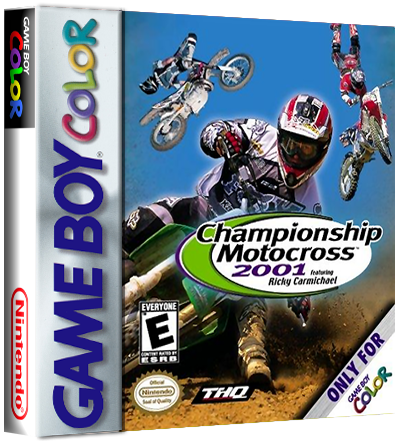 GAME BOY
COLOR
Nintendo
GAME BOY COLOR
Championship
Motocross™
2001 featuring
Ricky Carmichael
EVERYONE
E
CONTENT RATED BY
ESRB
Official
Nintendo
Seal of Quality
THQ
ONLY FOR
GAME BOY
COLOR